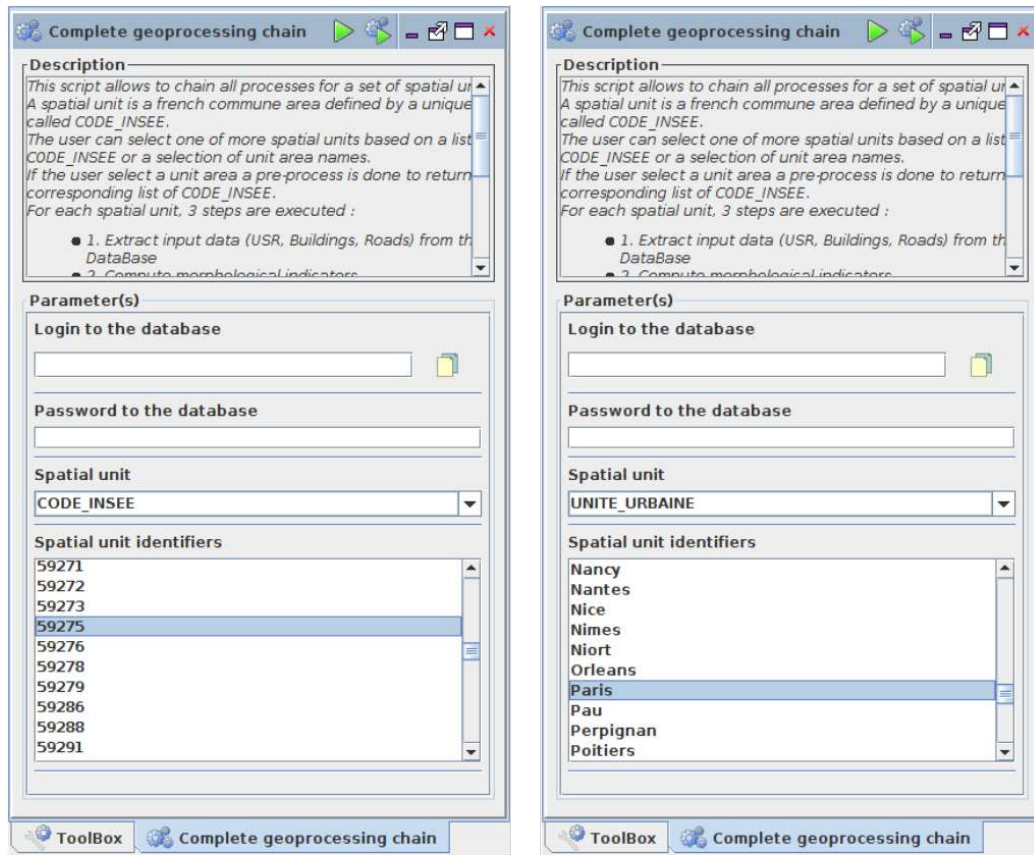 Complete geoprocessing chain
Description
This script allows to chain all processes for a set of spatial ur
A spatial unit is a french commune area defined by a unique
called CODE_INSEE.
The user can select one of more spatial units based on a list
CODE_INSEE or a selection of unit area names.
If the user select a unit area a pre-process is done to return
corresponding list of CODE_INSEE.
For each spatial unit, 3 steps are executed :
1. Extract input data (USR, Buildings, Roads) from th
DataBase
2. Compute morphological indicators
Parameter(s)
Login to the database
Password to the database
Spatial unit
CODE_INSEE
Spatial unit identifiers
59271
59272
59273
59275
59276
59278
59279
59286
59288
59291
ToolBox
Complete geoprocessing chain
Complete geoprocessing chain
Description
This script allows to chain all processes for a set of spatial ur
A spatial unit is a french commune area defined by a unique
called CODE_INSEE.
The user can select one of more spatial units based on a list
CODE_INSEE or a selection of unit area names.
If the user select a unit area a pre-process is done to return
corresponding list of CODE_INSEE.
For each spatial unit, 3 steps are executed :
1. Extract input data (USR, Buildings, Roads) from th
DataBase
2. Compute morphological indicators
Parameter(s)
Login to the database
Password to the database
Spatial unit
UNITE_URBAINE
Spatial unit identifiers
Nancy
Nantes
Nice
Nimes
Niort
Orleans
Paris
Pau
Perpignan
Poitiers
ToolBox
Complete geoprocessing chain